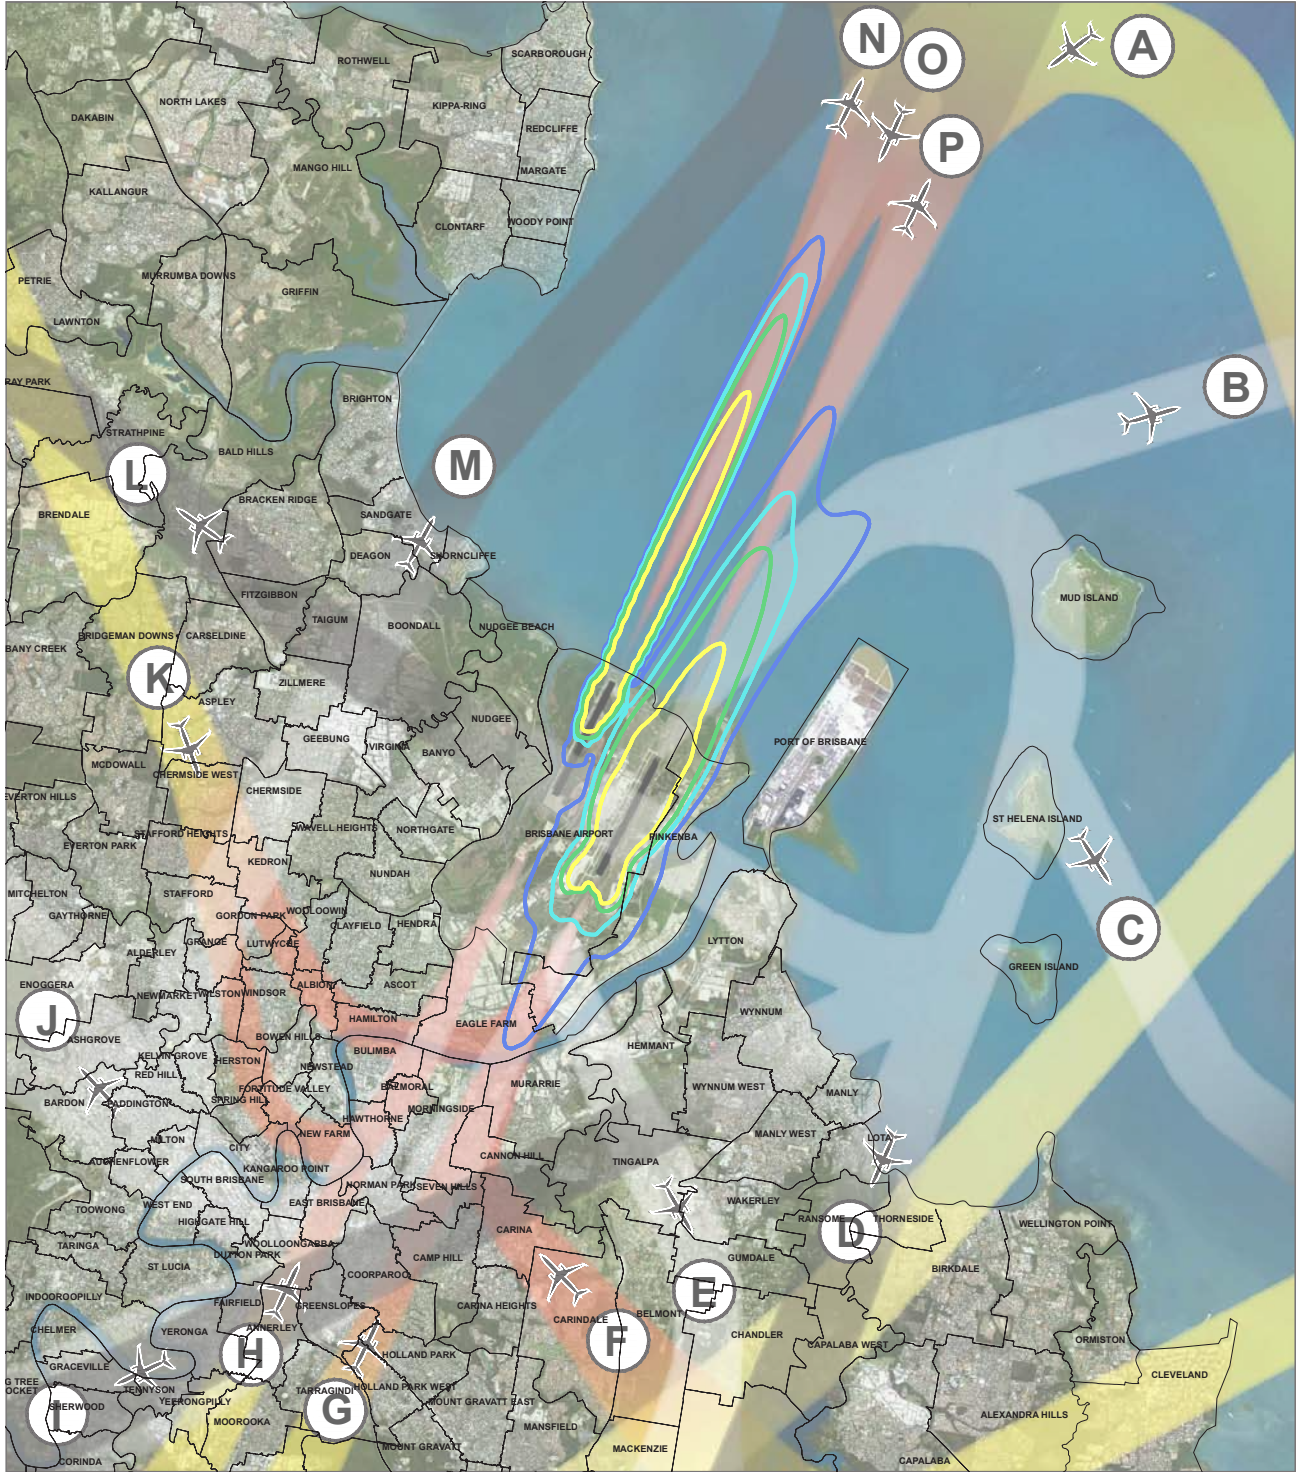 N
O
A
SCARBOROUGH
ROTHWELL
NORTH LAKES
KIPPA-RING
DAKABIN
REDCLIFFE
P
MANGO HILL
MARGATE
KALLANGUR
WOODY POINT
CLONTARF
MURRUMBA DOWNS
PETRIE
GRIFFIN
LAWNTON
RAY PARK
B
BRIGHTON
STRATHPINE
BALD HILLS
M
L
BRACKEN RIDGE
BRENDALE
SANDGATE
DEAGON
SHORNCLIFFE
FITZGIBBON
MUD ISLAND
TAIGUM
BOONDALL
NUDGEE BEACH
BRIDGEMAN DOWNS
CARSELDINE
BANY CREEK
K
ZILLMERE
ASPLEY
NUDGEE
GEEBUNG
VIRGINIA
BANYO
PORT OF BRISBANE
MCDOWALL
CHERMSIDE WEST
CHERMSIDE
EVERTON HILLS
ST HELENA ISLAND
WAVELL HEIGHTS
NORTHGATE
STAFFORD HEIGHTS
BRISBANE AIRPORT
PINKENBA
EVERTON PARK
KEDRON
NUNDAH
MITCHELTON
STAFFORD
GAYTHORNE
GORDON PARK
WOOLOOWIN
CLAYFIELD
HENDRA
C
GRANGE
LUTWYCHE
LYTTON
ALDERLEY
GREEN ISLAND
ENOGGERA
ALBION
ASCOT
NEWMARKET
WILSTON
WINDSOR
WYNNUM
J
HAMILTON
EAGLE FARM
ASHGROVE
BOWEN HILLS
HEMMANT
BULIMBA
KELVIN GROVE
HERSTON
NEWSTEAD
RED HILL
MURARRIE
WYNNUM WEST
BALMORAL
FORTITUDE VALLEY
MANLY
BARDON
PADDINGTON
SPRING HILL
MORNINGSIDE
HAWTHORNE
NEW FARM
MANLY WEST
LOTA
MILTON
CITY
CANNON HILL
AUCHENFLOWER
TINGALPA
KANGAROO POINT
SOUTH BRISBANE
NORMAN PARK
SEVEN HILLS
WEST END
EAST BRISBANE
WAKERLEY
TOOWONG
HIGHGATE HILL
RANSOME
D
THORNESIDE
WELLINGTON POINT
CARINA
TARINGA
WOOLLOONGABBA
DUTTON PARK
CAMP HILL
GUMDALE
ST LUCIA
COORPAROO
BIRKDALE
INDOOROOPILLY
FAIRFIELD
GREENSLOPES
CARINA HEIGHTS
E
BELMONT
CARINDALE
F
CHELMER
YERONGA
ANNERLEY
CHANDLER
ORMISTON
CAPALABA WEST
H
HOLLAND PARK
GRACEVILLE
CLEVELAND
G TREE
OCKET
TENNYSON
TARRAGINDI
HOLLAND PARK WEST
YEERONGPILLY
MOUNT GRAVATT EAST
I
SHERWOOD
G
ALEXANDRA HILLS
MOOROOKA
MANSFIELD
MOUNT GRAVATT
MACKENZIE
CORINDA
CAPALABA